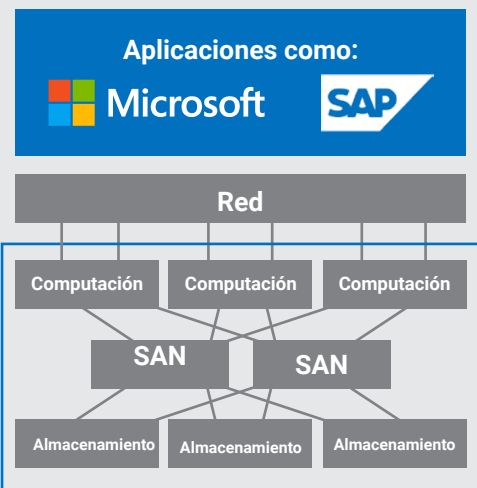 Aplicaciones como:
Microsoft SAP
Red
Computación Computación Computación
SAN SAN
Almacenamiento Almacenamiento Almacenamiento